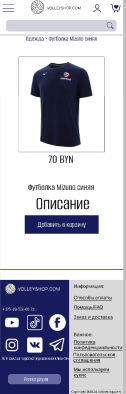 VOLLEYSHOP.COM
Одежда > Футболка Mizuno синяя
70 BYN
Футболка Mizuno синяя
Описание
Добавить в корзину
VOLLEYSHOP.COM
Информация:
Способы оплаты
Помощь/FAQ
Заказ и доставка
Важное:
Политика
конфиденциальности
Пользовательское
соглашение
Мы используем
куки
Регистрация